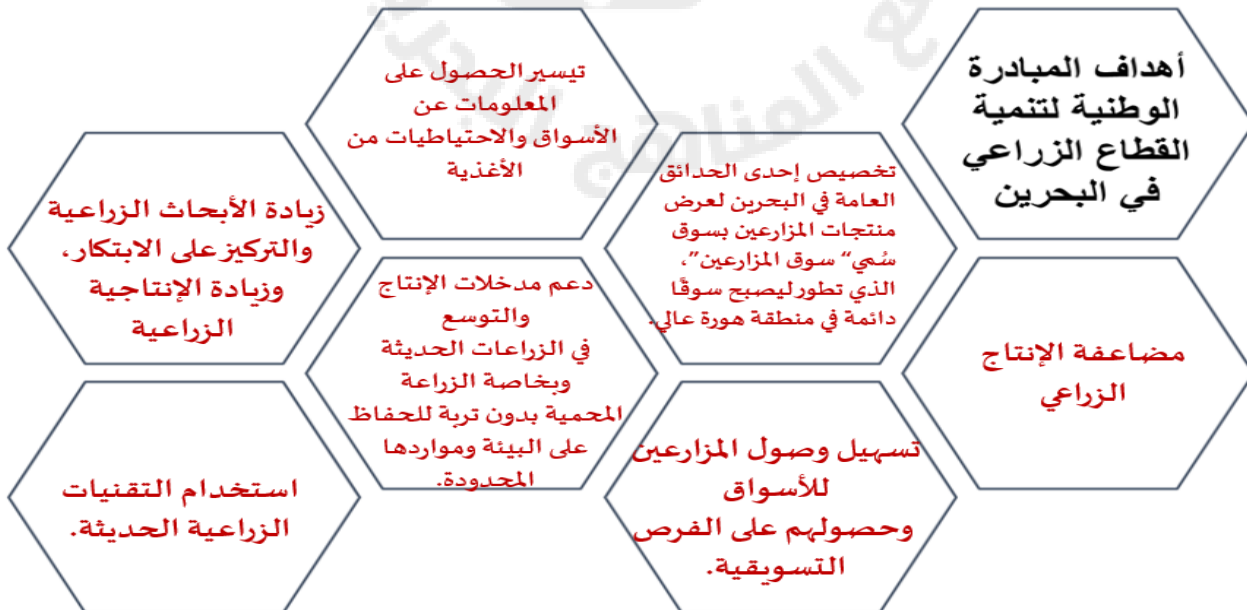 أهداف المبادرة
الوطنية لتنمية
القطاع الزراعي
في البحرين
تيسير الحصول على
المعلومات عن
الأسواق والاحتياطيات من
الأغذية
تخصيص إحدى الحدائق
العامة في البحرين لعرض
منتجات المزارعين بسوق
سُمي “سوق المزارعين”،
الذي تطور ليصبح سوقًا
دائمة في منطقة هورة عالي.
زيادة الأبحاث الزراعية
والتركيز على الابتكار،
وزيادة الإنتاجية
الزراعية
دعم مدخلات الإنتاج
والتوسع
في الزراعات الحديثة
وبخاصة الزراعة
المحمية بدون تربة للحفاظ
على البيئة ومواردها
المحدودة.
مضاعفة الإنتاج
الزراعي
تسهيل وصول المزارعين
للأسواق
وحصولهم على الفرص
التسويقية.
استخدام التقنيات
الزراعية الحديثة.
المناهج